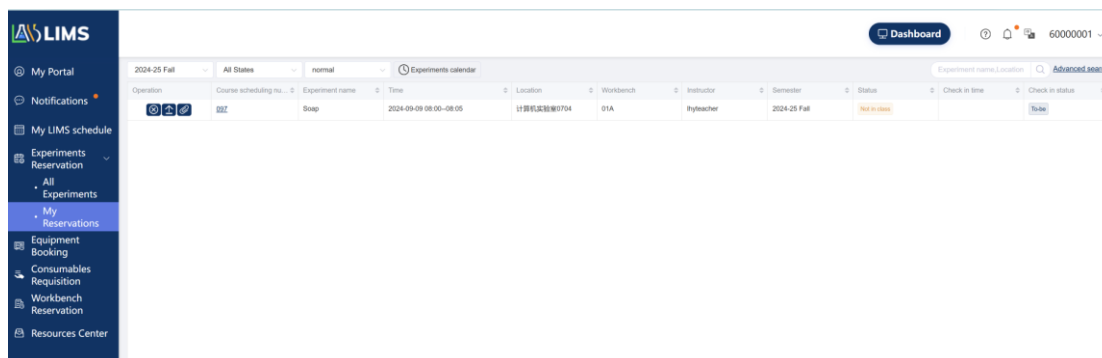 LIMS
Dashboard
60000001
My Portal
Notifications
My LIMS schedule
Experiments
Reservation
All
Experiments
My
Reservations
Equipment
Booking
Consumables
Requisition
Workbench
Reservation
Resources Center
2024-25 Fall All States normal Experiments calendar Experiment name,Location Advanced sear
Operation Course scheduling nu... Experiment name Time Location Workbench Instructor Semester Status Check in time Check in status
097 Soap 2024-09-09 08:00--08:05 计算机实验室0704 01A lhyteacher 2024-25 Fall Not in class To-be